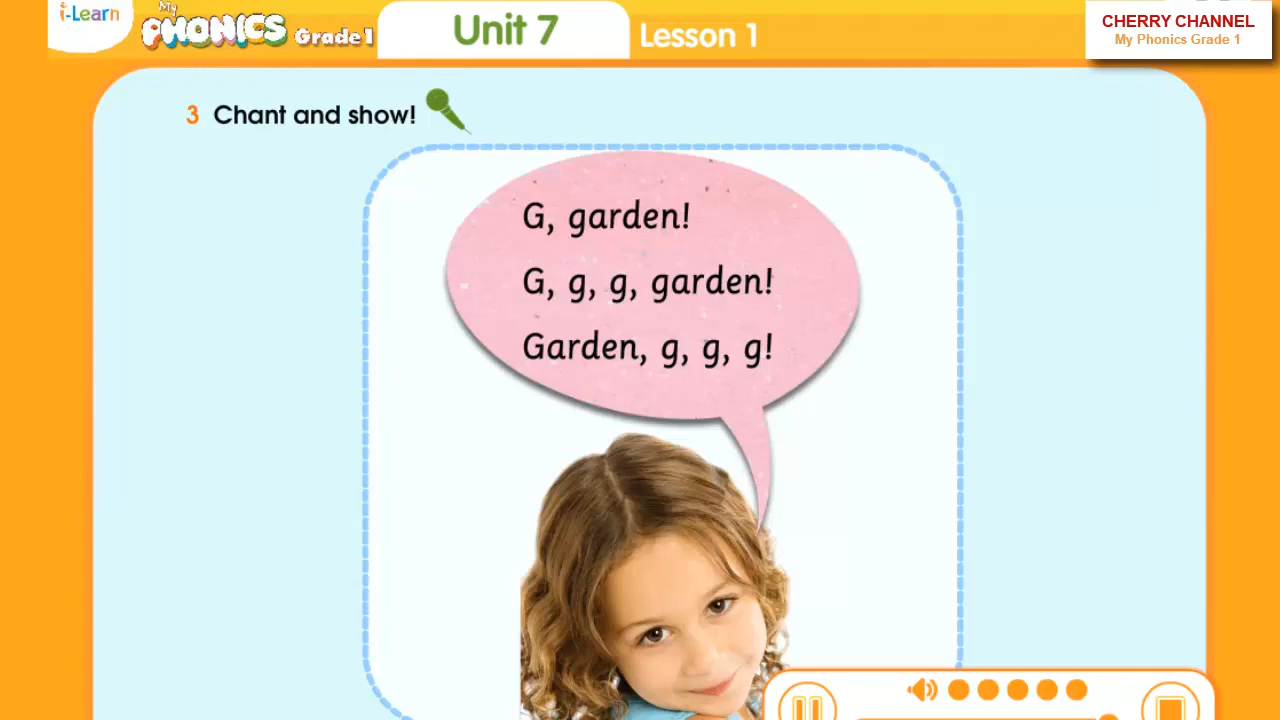 i-Learn
My
PHONICS Grade 1
Unit 7
Lesson 1
CHERRY CHANNEL
My Phonics Grade 1
3 Chant and show!
G, garden!
G, g, g, garden!
Garden, g, g, g!